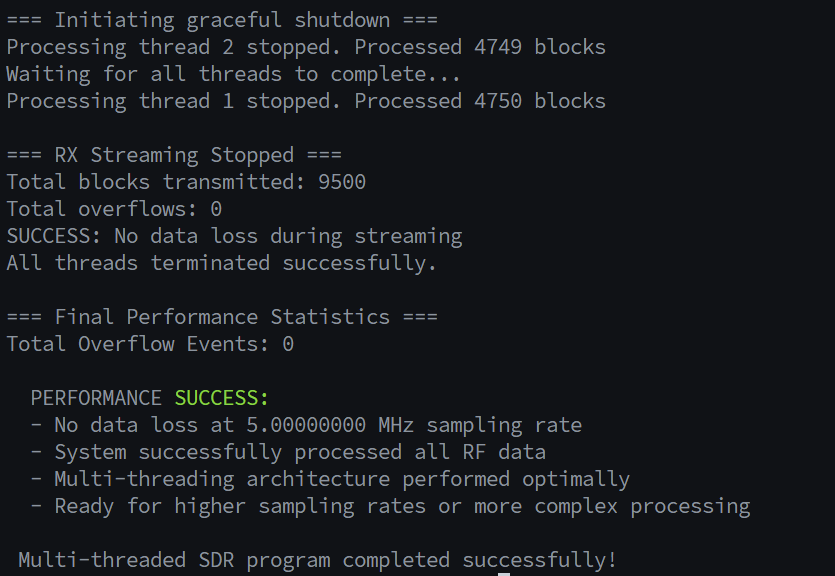 === Initiating graceful shutdown ===
Processing thread 2 stopped. Processed 4749 blocks
Waiting for all threads to complete...
Processing thread 1 stopped. Processed 4750 blocks
=== RX Streaming Stopped ===
Total blocks transmitted: 9500
Total overflows: 0
SUCCESS: No data loss during streaming
All threads terminated successfully.
=== Final Performance Statistics ===
Total Overflow Events: 0
PERFORMANCE SUCCESS:
- No data loss at 5.00000000 MHz sampling rate
- System successfully processed all RF data
- Multi-threading architecture performed optimally
- Ready for higher sampling rates or more complex processing
Multi-threaded SDR program completed successfully!